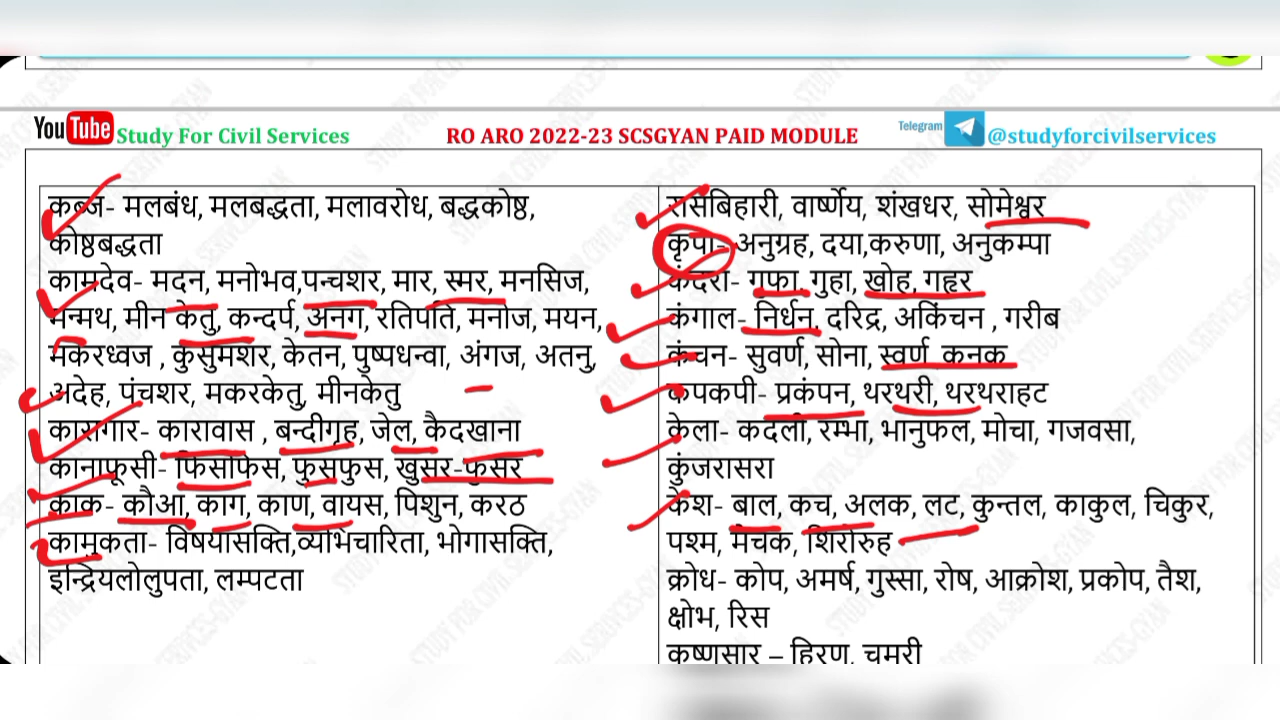 YouTube Study For Civil Services RO ARO 2022-23 SCSGYAN PAID MODULE Telegram @studyforcivilservices
कब्ज- मलबंध, मलबद्धता, मलावरोध, बद्धकोष्ठ,
कोष्ठबद्धता
कामदेव- मदन, मनोभव,पन्चशर, मार, स्मर, मनसिज,
मन्मथ, मीन केतु, कन्दर्प, अनग, रतिपति, मनोज, मयन,
मकरध्वज , कुसुमशर, केतन, पुष्पधन्वा, अंगज, अतनु,
अदेह, पंचशर, मकरकेतु, मीनकेतु
कारागार- कारावास , बन्दीगृह, जेल, कैदखाना
कानाफूसी- फिसफिस, फुसफुस, खुसर-फुसर
काक- कौआ, काग, काण, वायस, पिशुन, करठ
कामुकता- विषयासक्ति,व्यभिचारिता, भोगासक्ति,
इन्द्रियलोलुपता, लम्पटता
रासबिहारी, वार्ष्णेय, शंखधर, सोमेश्वर
कृपा- अनुग्रह, दया,करुणा, अनुकम्पा
कंदरा- गुफा, गुहा, खोह, गह्वर
कंगाल- निर्धन, दरिद्र, अकिंचन , गरीब
कंचन- सुवर्ण, सोना, स्वर्ण, कनक
कपकपी- प्रकंपन, थरथरी, थरथराहट
केला- कदली, रम्भा, भानुफल, मोचा, गजवसा,
कुंजरासरा
केश- बाल, कच, अलक, लट, कुन्तल, काकुल, चिकुर,
पश्म, मेचक, शिरोरुह
क्रोध- कोप, अमर्ष, गुस्सा, रोष, आक्रोश, प्रकोप, तैश,
क्षोभ, रिस
कृष्णसार – हिरण, चमरी